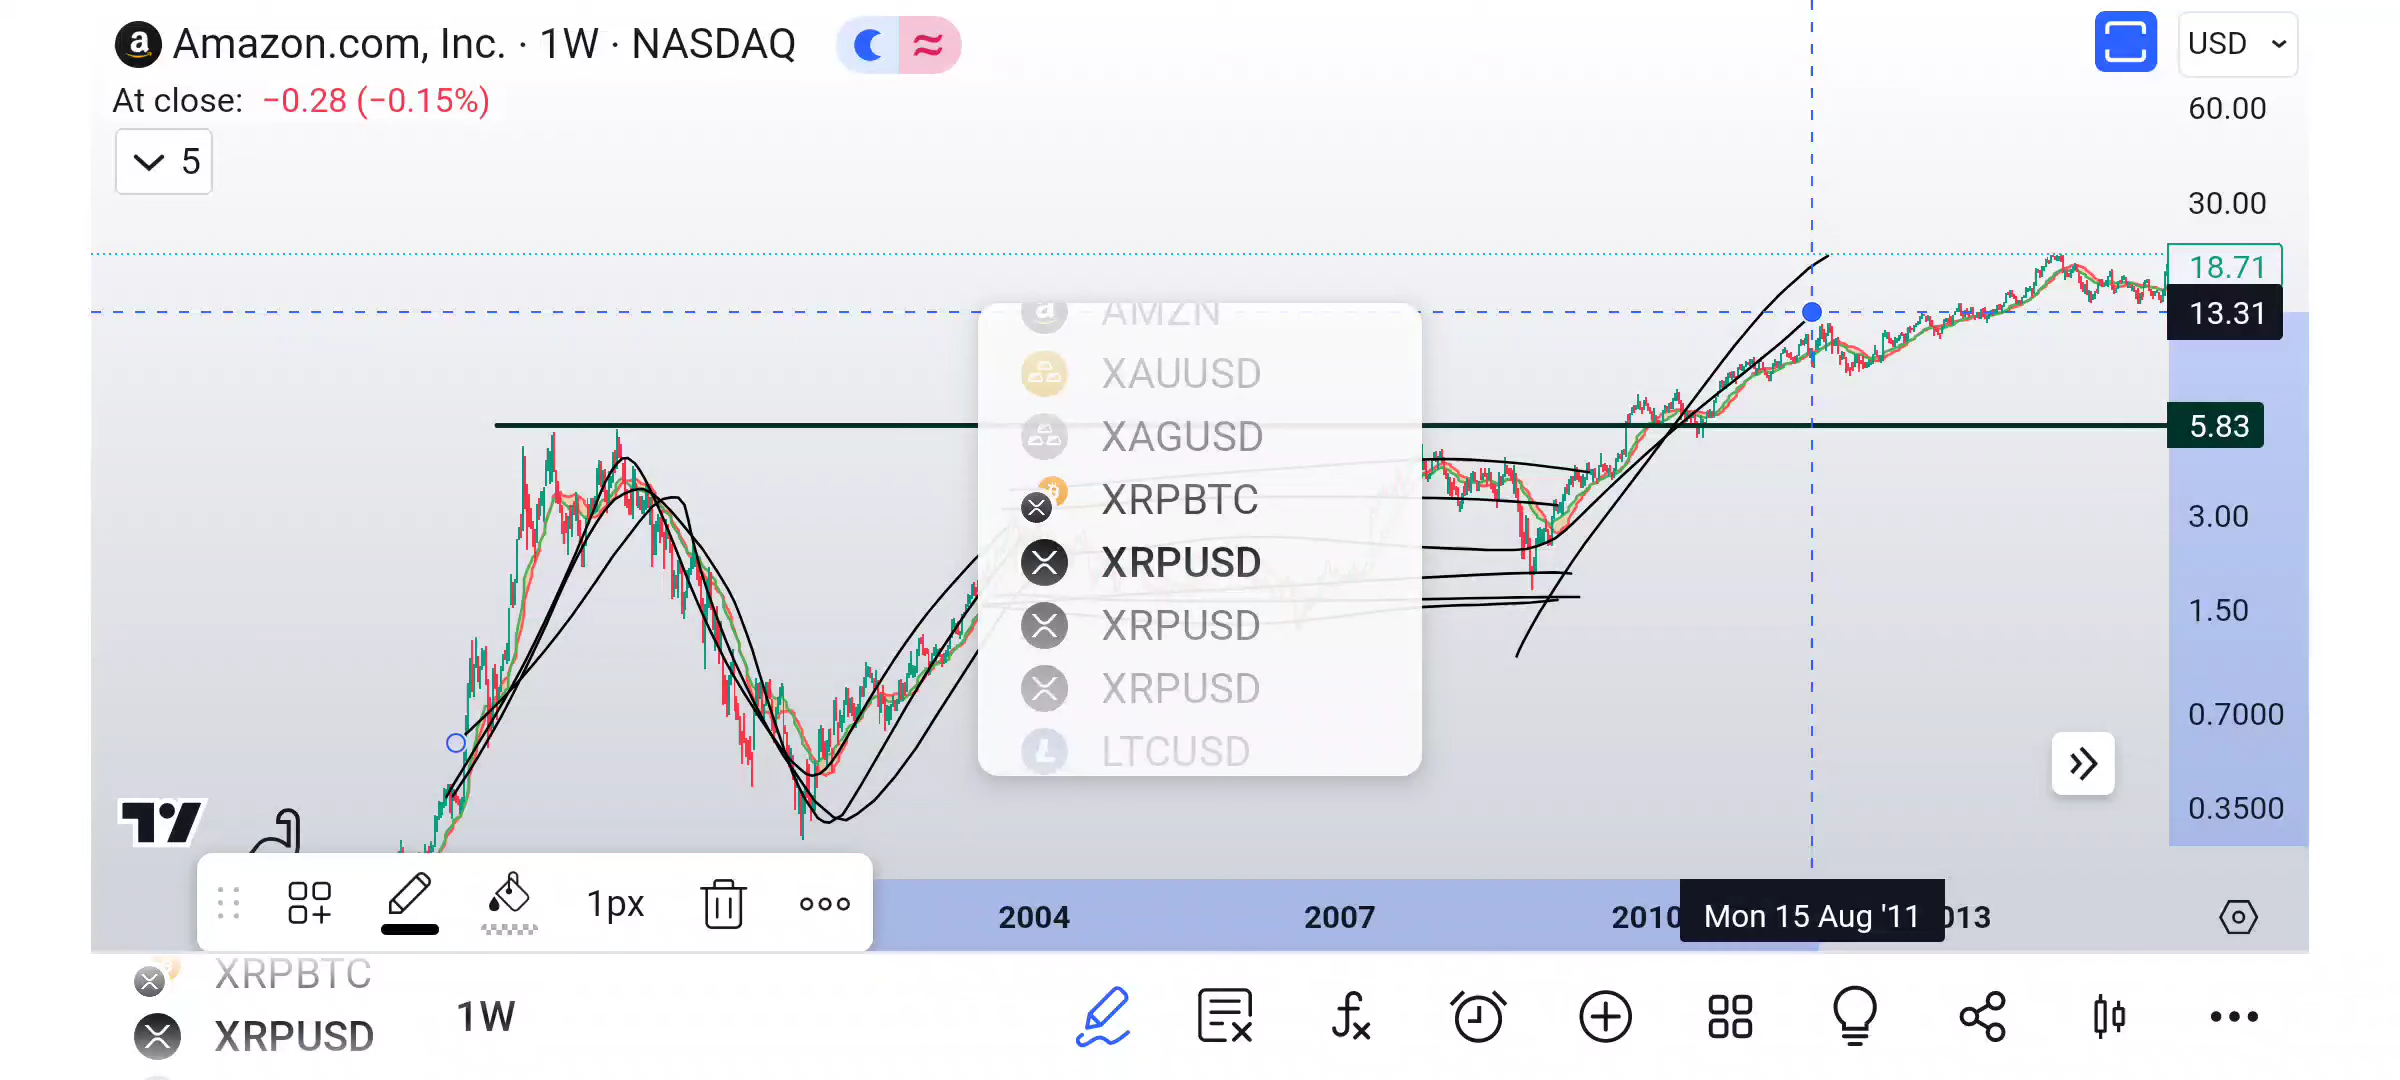 Amazon.com, Inc. · 1W · NASDAQ
USD
At close: −0.28 (−0.15%)
5
60.00
30.00
18.71
13.31
5.83
3.00
1.50
0.7000
0.3500
AMZN
XAUUSD
XAGUSD
XRPBTC
XRPUSD
XRPUSD
XRPUSD
LTCUSD
1px
2004
2007
2010
Mon 15 Aug '11
013
XRPBTC
XRPUSD
1W